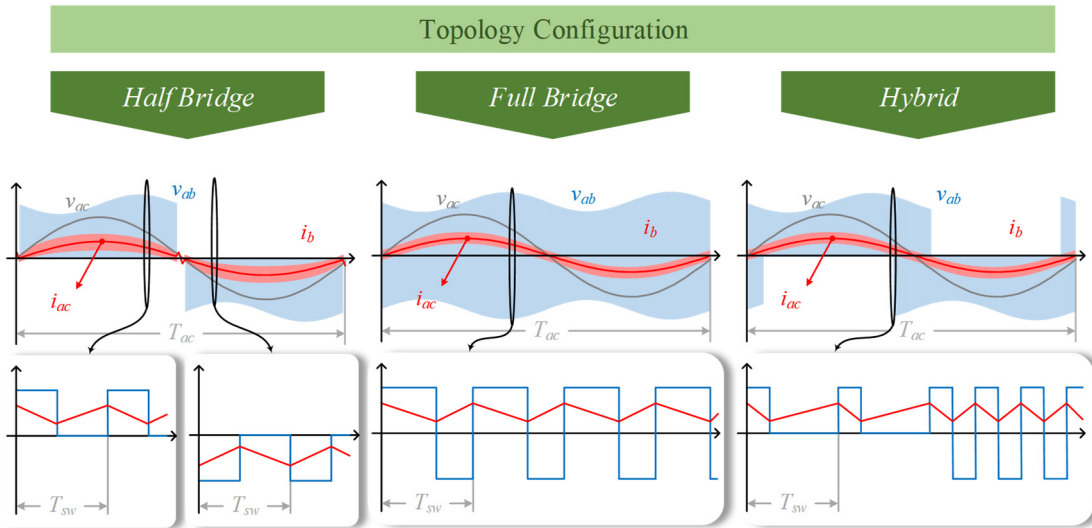 Topology Configuration
Half Bridge
Full Bridge
Hybrid
v_ac
v_ab
i_b
i_ac
T_ac
T_sw
T_sw
v_ac
v_ab
i_b
i_ac
T_ac
T_sw
v_ac
v_ab
i_b
i_ac
T_ac
T_sw